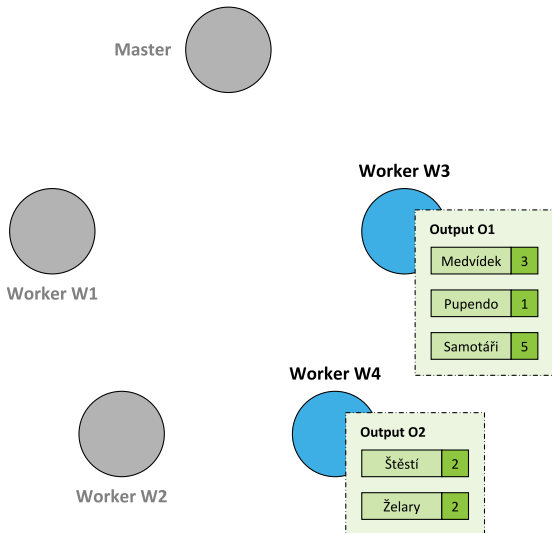 Master
Worker W3
Output O1
Medvídek 3
Pupendo 1
Samotáři 5
Worker W1
Worker W4
Output O2
Štěstí 2
Želary 2
Worker W2